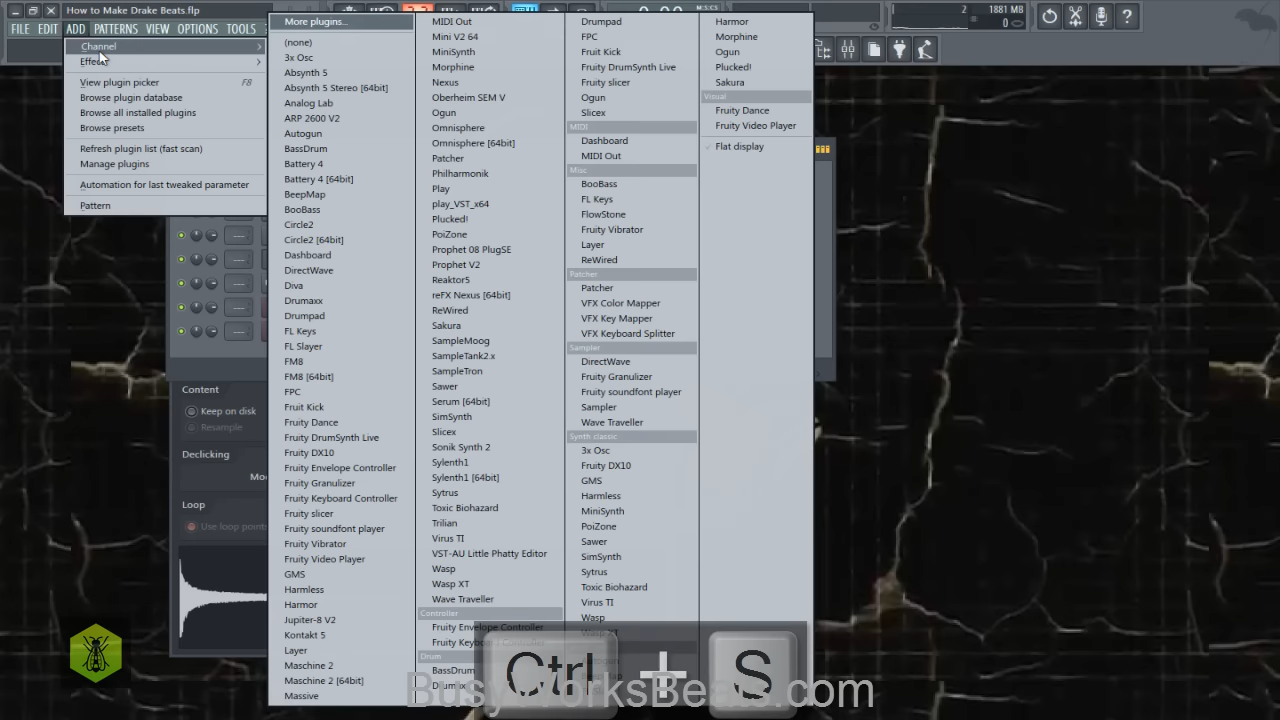 How to Make Drake Beats.flp
FILE EDIT ADD PATTERNS VIEW OPTIONS TOOLS
2 1881 MB
0
Channel
View plugin picker F8
Browse plugin database
Browse all installed plugins
Browse presets
Refresh plugin list (fast scan)
Manage plugins
Automation for last tweaked parameter
Pattern
Content
Keep on disk
Resample
Declicking
Loop
Use loop points
More plugins...
(none)
3x Osc
Absynth 5
Absynth 5 Stereo [64bit]
Analog Lab
ARP 2600 V2
Autogun
BassDrum
Battery 4
Battery 4 [64bit]
BeepMap
BooBass
Circle2
Circle2 [64bit]
Dashboard
DirectWave
Diva
Drumaxx
Drumpad
FL Keys
FL Slayer
FM8
FM8 [64bit]
FPC
Fruit Kick
Fruity Dance
Fruity DrumSynth Live
Fruity DX10
Fruity Envelope Controller
Fruity Granulizer
Fruity Keyboard Controller
Fruity slicer
Fruity soundfont player
Fruity Vibrator
Fruity Video Player
GMS
Harmless
Harmor
Jupiter-8 V2
Kontakt 5
Layer
Maschine 2
Maschine 2 [64bit]
Massive
MIDI Out
Mini V2 64
MiniSynth
Morphine
Nexus
Oberheim SEM V
Ogun
Omnisphere
Omnisphere [64bit]
Patcher
Philharmonik
Play
play_VST_x64
Plucked!
PoiZone
Prophet 08 PlugSE
Prophet V2
Reaktor5
reFX Nexus [64bit]
ReWired
Sakura
SampleMoog
SampleTank2.x
SampleTron
Sawer
Serum [64bit]
SimSynth
Slicex
Sonik Synth 2
Sylenth1
Sylenth1 [64bit]
Sytrus
Toxic Biohazard
Trilian
Virus TI
VST-AU Little Phatty Editor
Wasp
Wasp XT
Wave Traveller
Controller
Fruity Envelope Controller
Fruity Keyboard Controller
Drum
BassDrum
Drumpad
FPC
Fruit Kick
Fruity DrumSynth Live
Fruity slicer
Ogun
Slicex
MIDI
Dashboard
MIDI Out
Misc
BooBass
FL Keys
FlowStone
Fruity Vibrator
Layer
ReWired
Patcher
Patcher
VFX Color Mapper
VFX Key Mapper
VFX Keyboard Splitter
Sampler
DirectWave
Fruity Granulizer
Fruity soundfont player
Sampler
Wave Traveller
Synth classic
3x Osc
Fruity DX10
GMS
Harmless
MiniSynth
PoiZone
Sawer
SimSynth
Sytrus
Toxic Biohazard
Virus TI
Wasp
Wasp XT
Harmor
Morphine
Ogun
Plucked!
Sakura
Visual
Fruity Dance
Fruity Video Player
Flat display
Ctrl + S
BusyWorksBeats.com